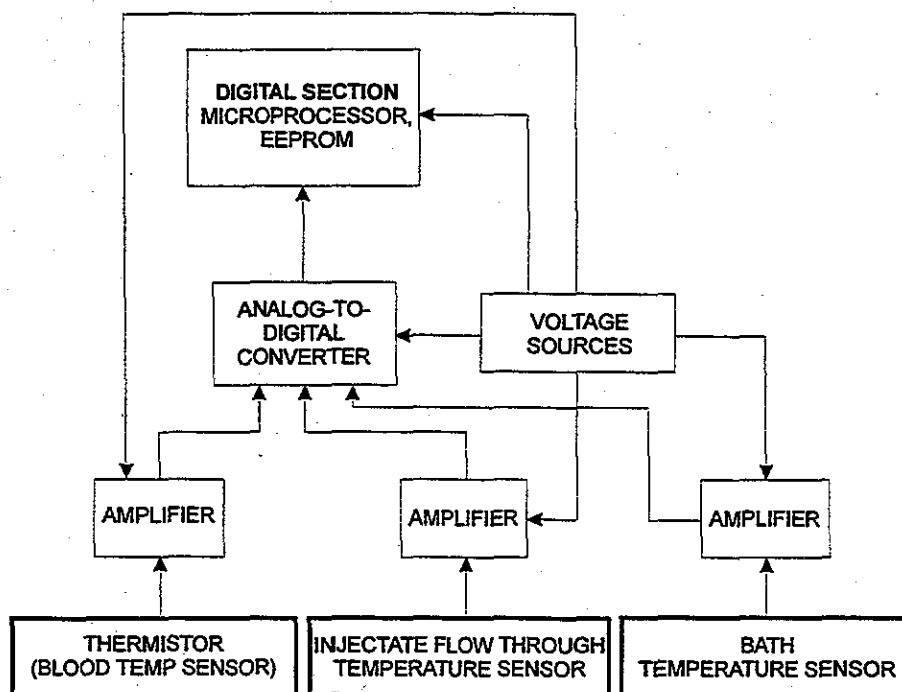 DIGITAL SECTION
MICROPROCESSOR,
EEPROM
ANALOG-TO-
DIGITAL
CONVERTER
VOLTAGE
SOURCES
AMPLIFIER
AMPLIFIER
AMPLIFIER
THERMISTOR
(BLOOD TEMP SENSOR)
INJECTATE FLOW THROUGH
TEMPERATURE SENSOR
BATH
TEMPERATURE SENSOR